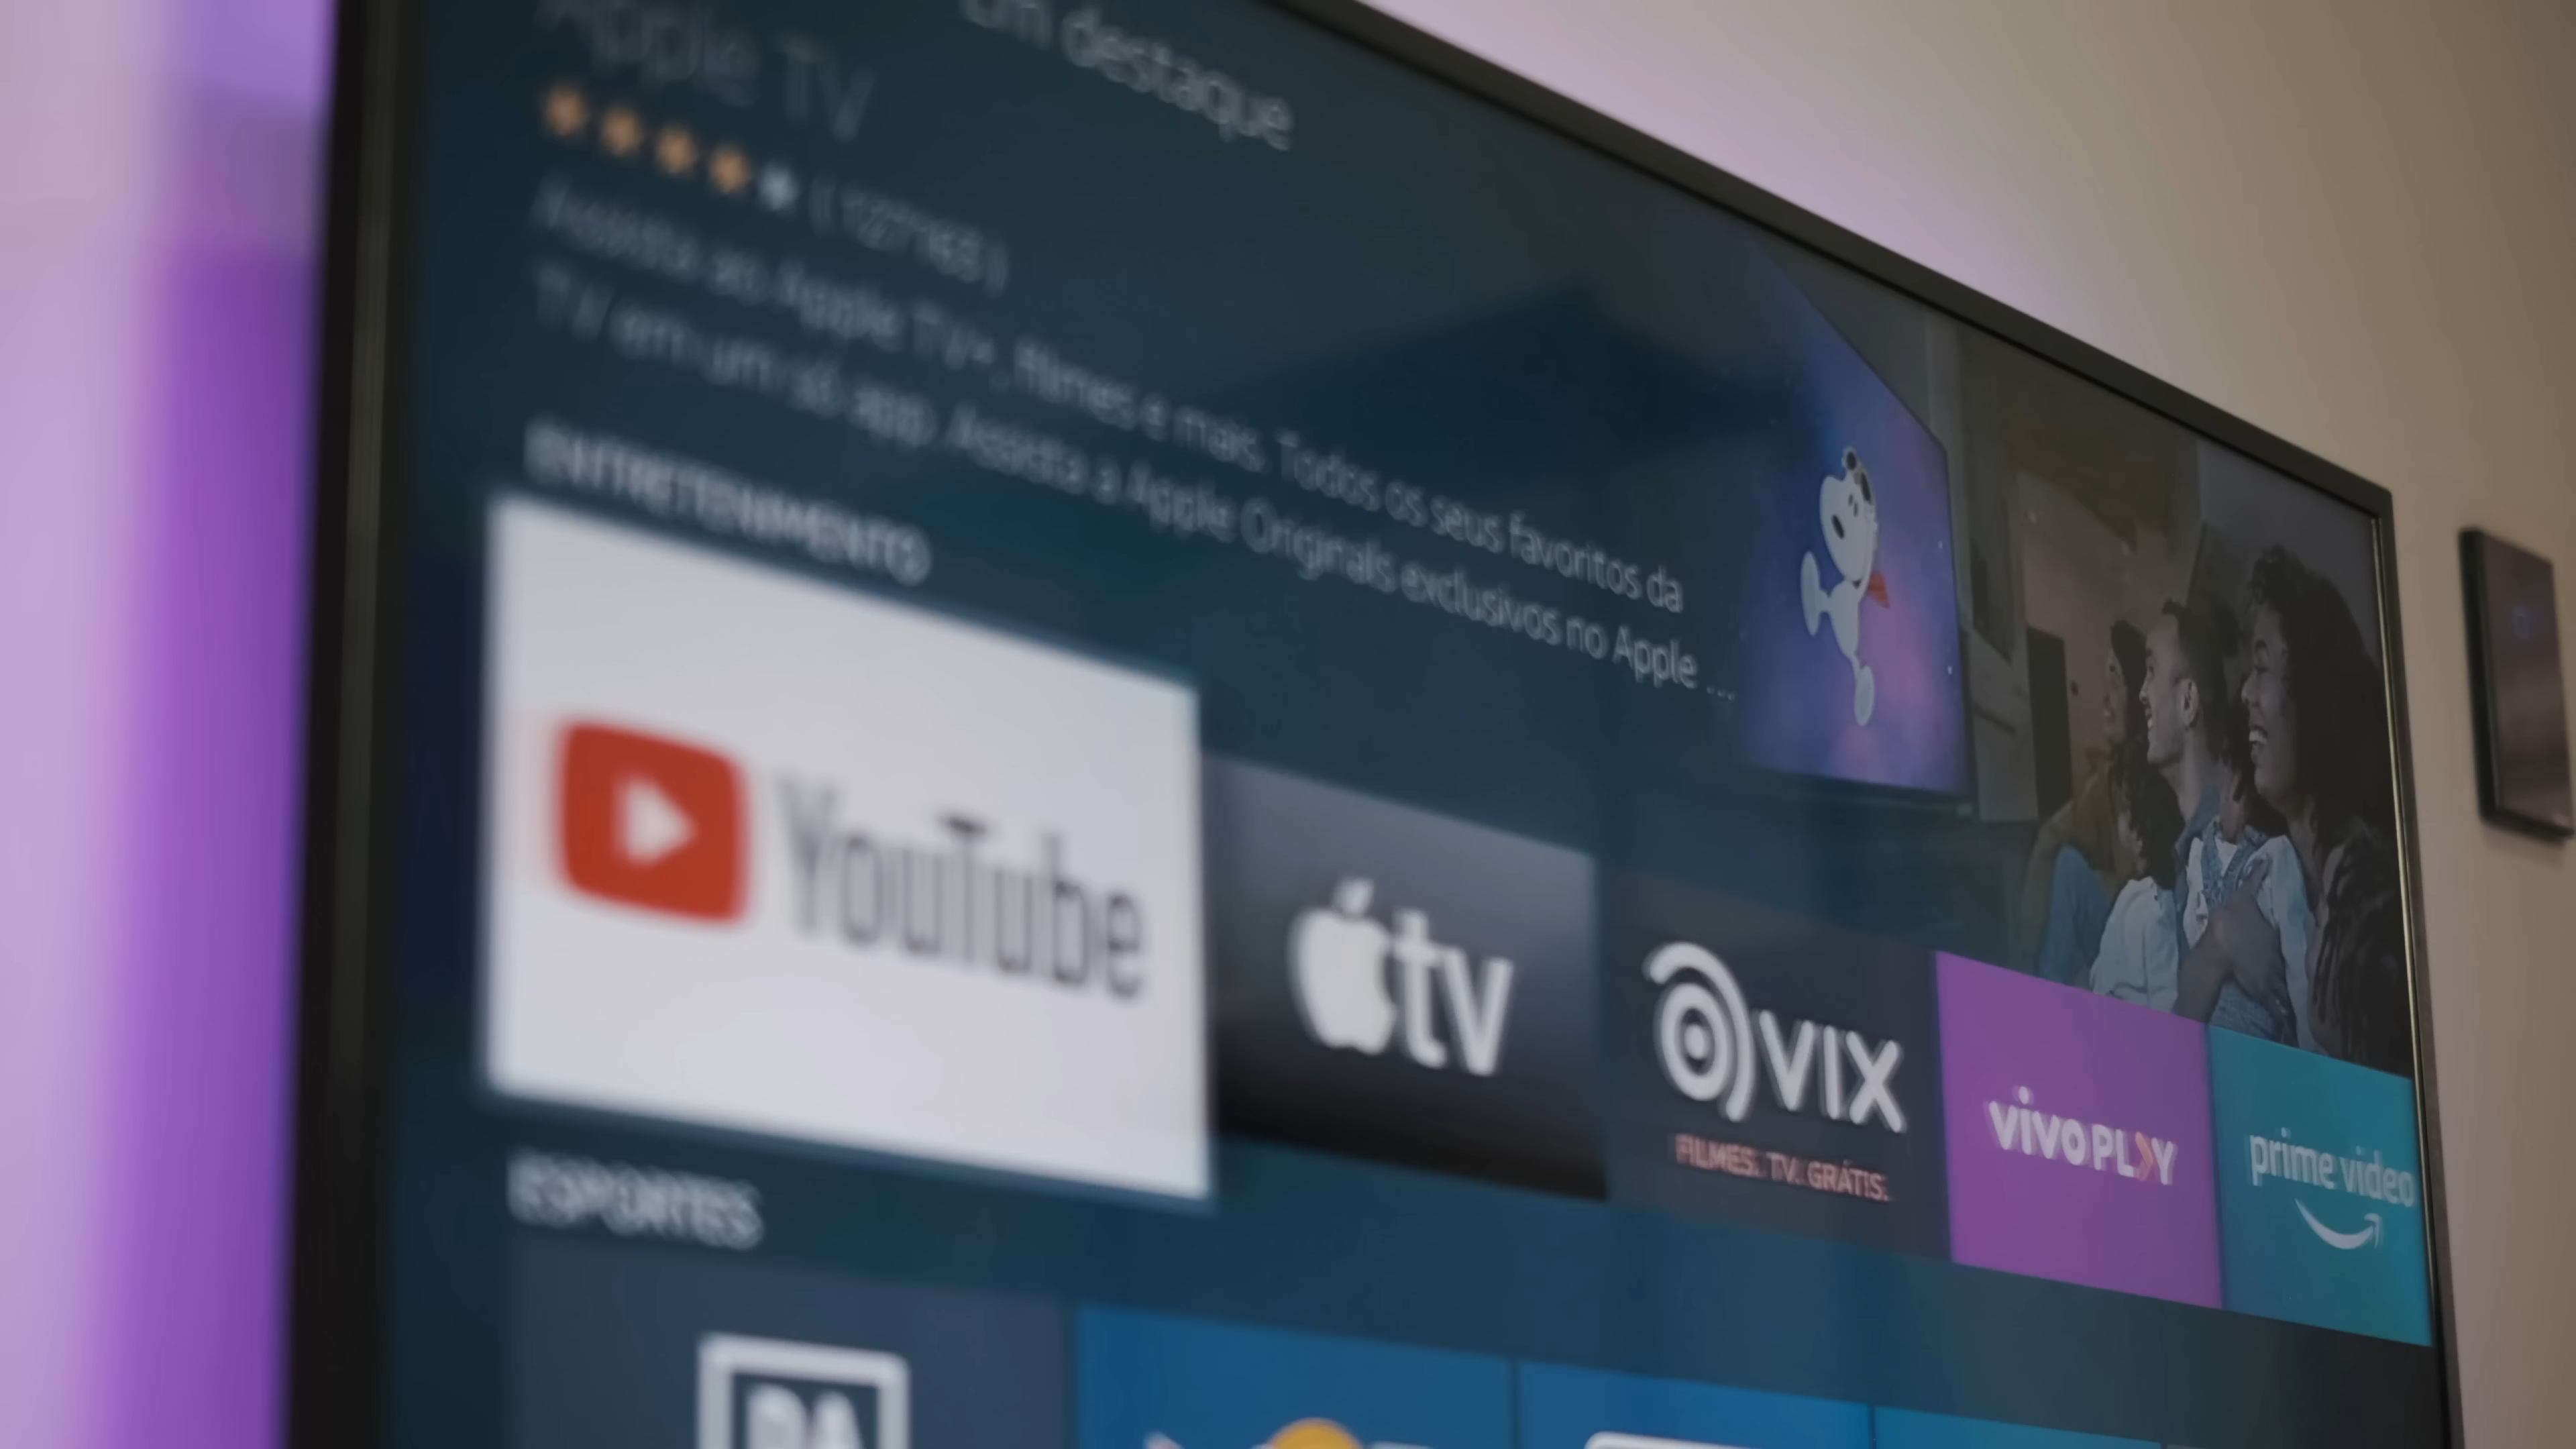 Em destaque
Apple TV
Assista ao Apple TV+, filmes e mais. Todos os seus favoritos da
TV em um só app. Assista a Apple Originals exclusivos no Apple ...
ENTRETENIMENTO
YouTube
tv
VIX
FILMES. TV. GRÁTIS.
vivo PLAY
prime video
ESPORTES
DA